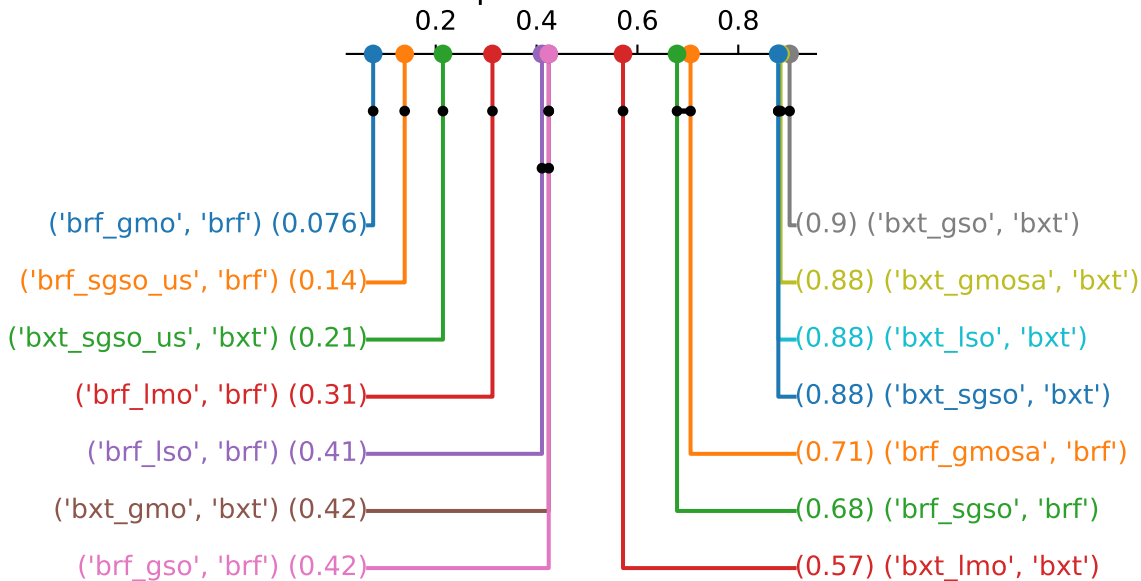 0.2 0.4 0.6 0.8
('brf_gmo', 'brf') (0.076) (0.9) ('bxt_gso', 'bxt')
('brf_sgso_us', 'brf') (0.14) (0.88) ('bxt_gmosa', 'bxt')
('bxt_sgso_us', 'bxt') (0.21) (0.88) ('bxt_lso', 'bxt')
('brf_lmo', 'brf') (0.31) (0.88) ('bxt_sgso', 'bxt')
('brf_lso', 'brf') (0.41) (0.71) ('brf_gmosa', 'brf')
('bxt_gmo', 'bxt') (0.42) (0.68) ('brf_sgso', 'brf')
('brf_gso', 'brf') (0.42) (0.57) ('bxt_lmo', 'bxt')